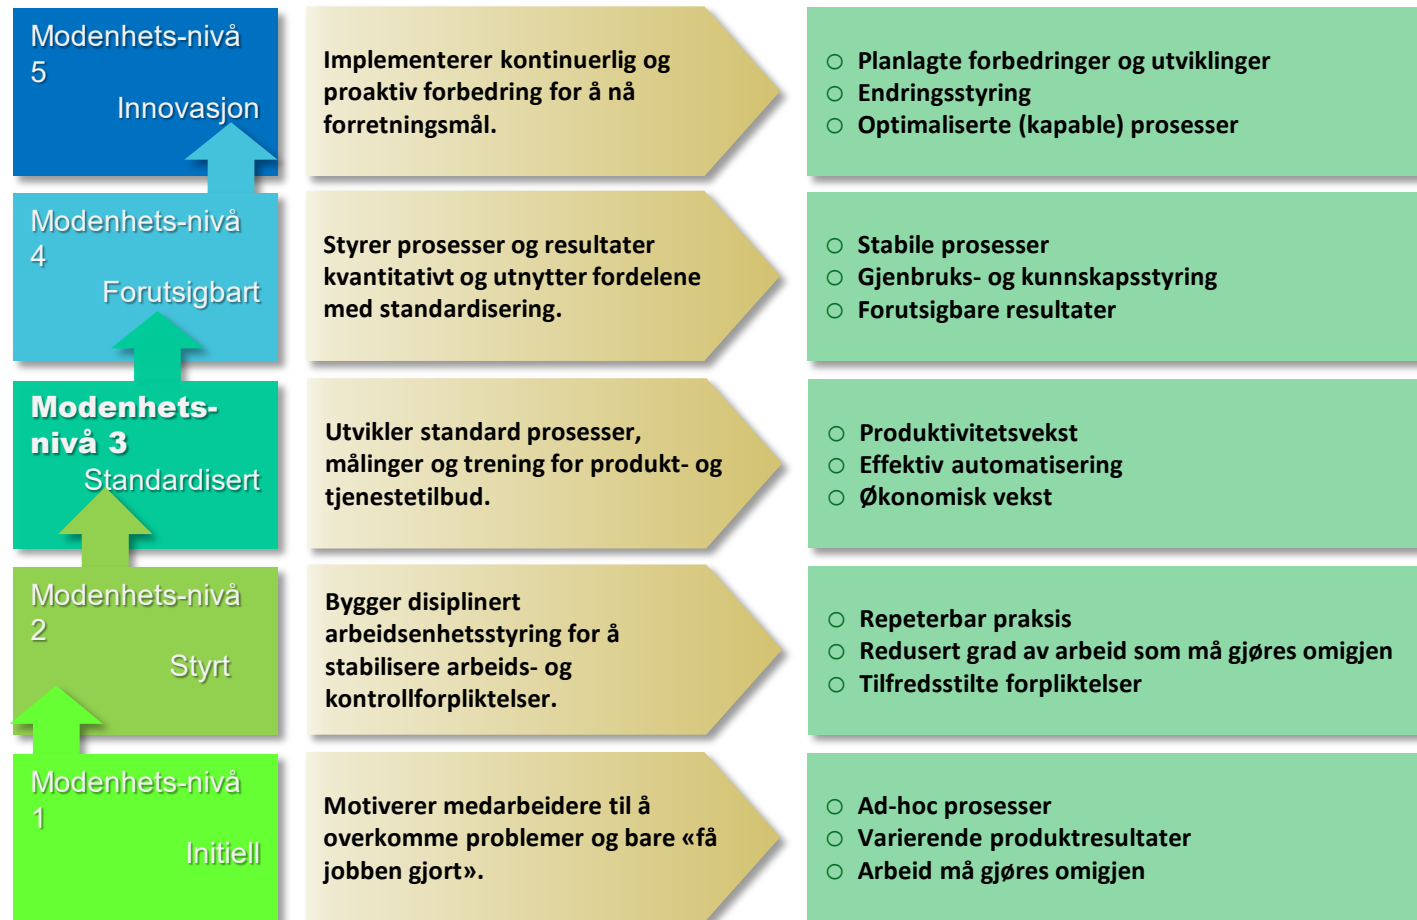 Modenhets-nivå
5
Innovasjon
Implementerer kontinuerlig og
proaktiv forbedring for å nå
forretningsmål.
○ Planlagte forbedringer og utviklinger
○ Endringsstyring
○ Optimaliserte (kapable) prosesser
Modenhets-nivå
4
Forutsigbart
Styrer prosesser og resultater
kvantitativt og utnytter fordelene
med standardisering.
○ Stabile prosesser
○ Gjenbruks- og kunnskapsstyring
○ Forutsigbare resultater
Modenhets-
nivå 3
Standardisert
Utvikler standard prosesser,
målinger og trening for produkt- og
tjenestetilbud.
○ Produktivitetsvekst
○ Effektiv automatisering
○ Økonomisk vekst
Modenhets-nivå
2
Styrt
Bygger disiplinert
arbeidsenhetsstyring for å
stabilisere arbeids- og
kontrollforpliktelser.
○ Repeterbar praksis
○ Redusert grad av arbeid som må gjøres omigjen
○ Tilfredsstilte forpliktelser
Modenhets-nivå
1
Initiell
Motiverer medarbeidere til å
overkomme problemer og bare «få
jobben gjort».
○ Ad-hoc prosesser
○ Varierende produktresultater
○ Arbeid må gjøres omigjen